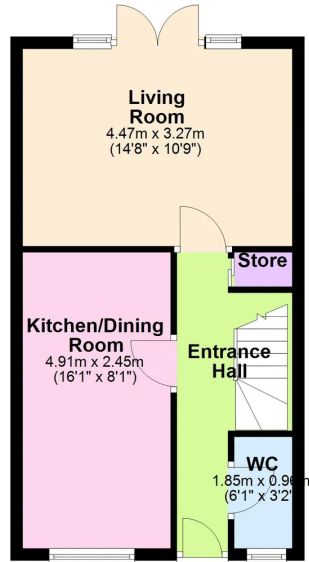 Living
Room
4.47m x 3.27m
(14'8" x 10'9")
Store
Kitchen/Dining
Room
4.91m x 2.45m
(16'1" x 8'1")
Entrance
Hall
WC
1.85m x 0.96m
(6'1" x 3'2")